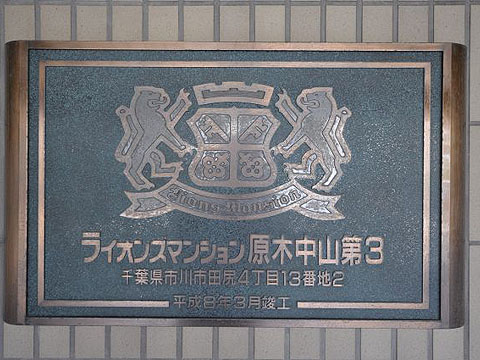 Lions Mansion
ライオンズマンション原木中山第3
千葉県市川市田尻4丁目13番地2
平成8年3月竣工